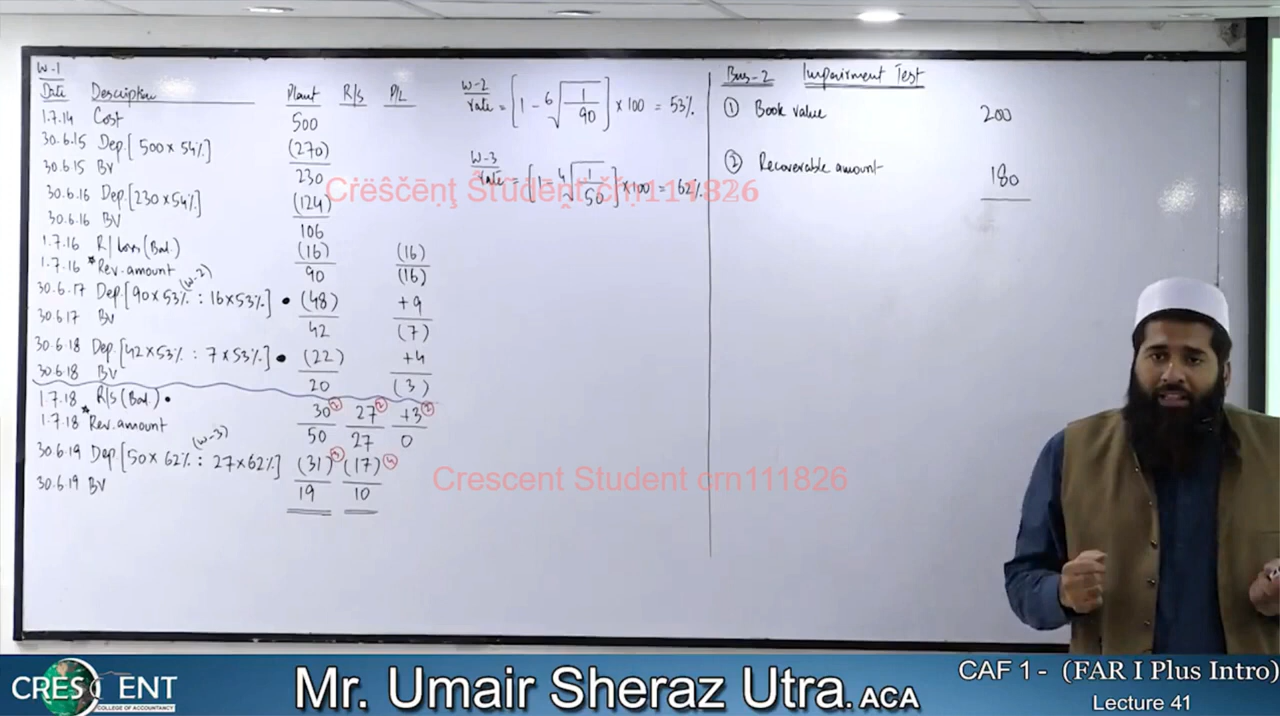 W-1
Date Description Plant R/S P/L
1.7.14 Cost 500
30.6.15 Dep.[500 x 54%] (270)
30.6.15 BV 230
30.6.16 Dep[230 x 54%] (124)
30.6.16 BV 106
1.7.16 R/Loss (Bal.) (16) (16)
1.7.16 *Rev. amount 90 (16)
(W-2)
30.6.17 Dep.[90 x 53% : 16 x 53%.] • (48) +9
30.6.17 BV 42 (7)
30.6.18 Dep.[42 x 53% : 7 x 53%.] • (22) +4
30.6.18 BV 20 (3)
1.7.18 R/S (Bal.) • 30 27 +3
1.7.18 *Rev. amount 50 27 0
(W-3)
30.6.19 Dep[50 x 62% : 27 x 62%] (31) (17)
30.6.19 BV 19 10
W-2
rate = [1 - 6√1/90] x 100 = 53%.
W-3
rate = [1 - 4√1/50] x 100 = 62%.
Impairment Test
① Book value 200
② Recoverable amount 180
Crëŝčēņţ Student crn111826
Crescent Student crn111826
CRESCENT
COLLEGE OF ACCOUNTANCY
Mr. Umair Sheraz Utra. ACA
CAF 1 - (FAR I Plus Intro)
Lecture 41